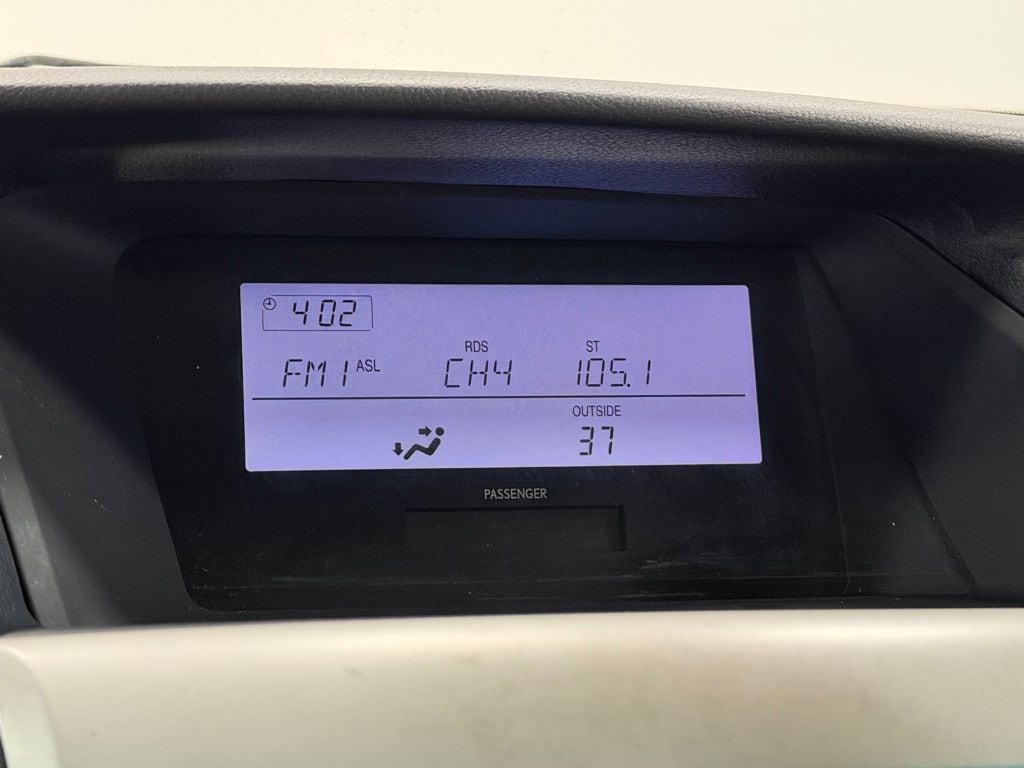 4 02
RDS ST
FM1 ASL CH4 105.1
OUTSIDE
37
PASSENGER